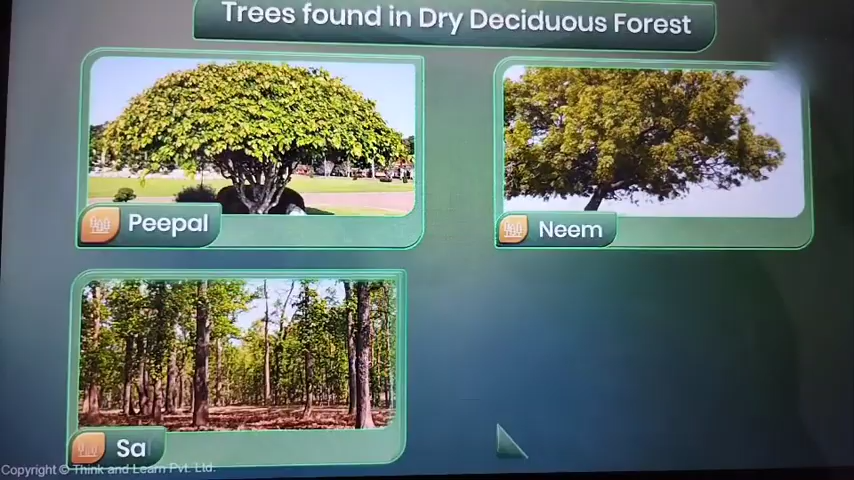 Trees found in Dry Deciduous Forest
Peepal
Neem
Sa
Copyright © Think and Learn Pvt. Ltd.